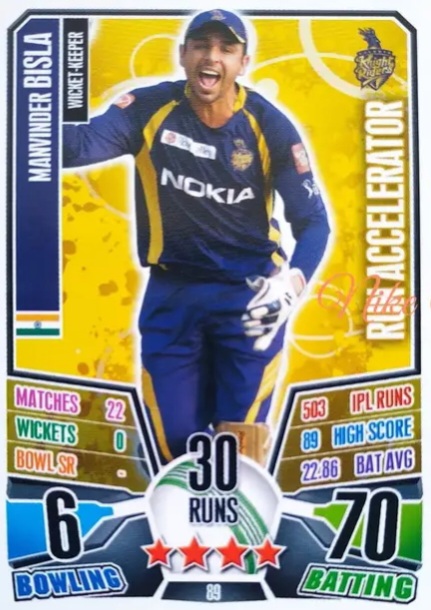 MANVINDER BISLA
WICKET-KEEPER
Knight
Riders
NOKIA
RUN ACCELERATOR
Nike
MATCHES 22
WICKETS 0
BOWL SR -
503 IPL RUNS
89 HIGH SCORE
22.86 BAT AVG
30
RUNS
6
BOWLING
70
BATTING
89